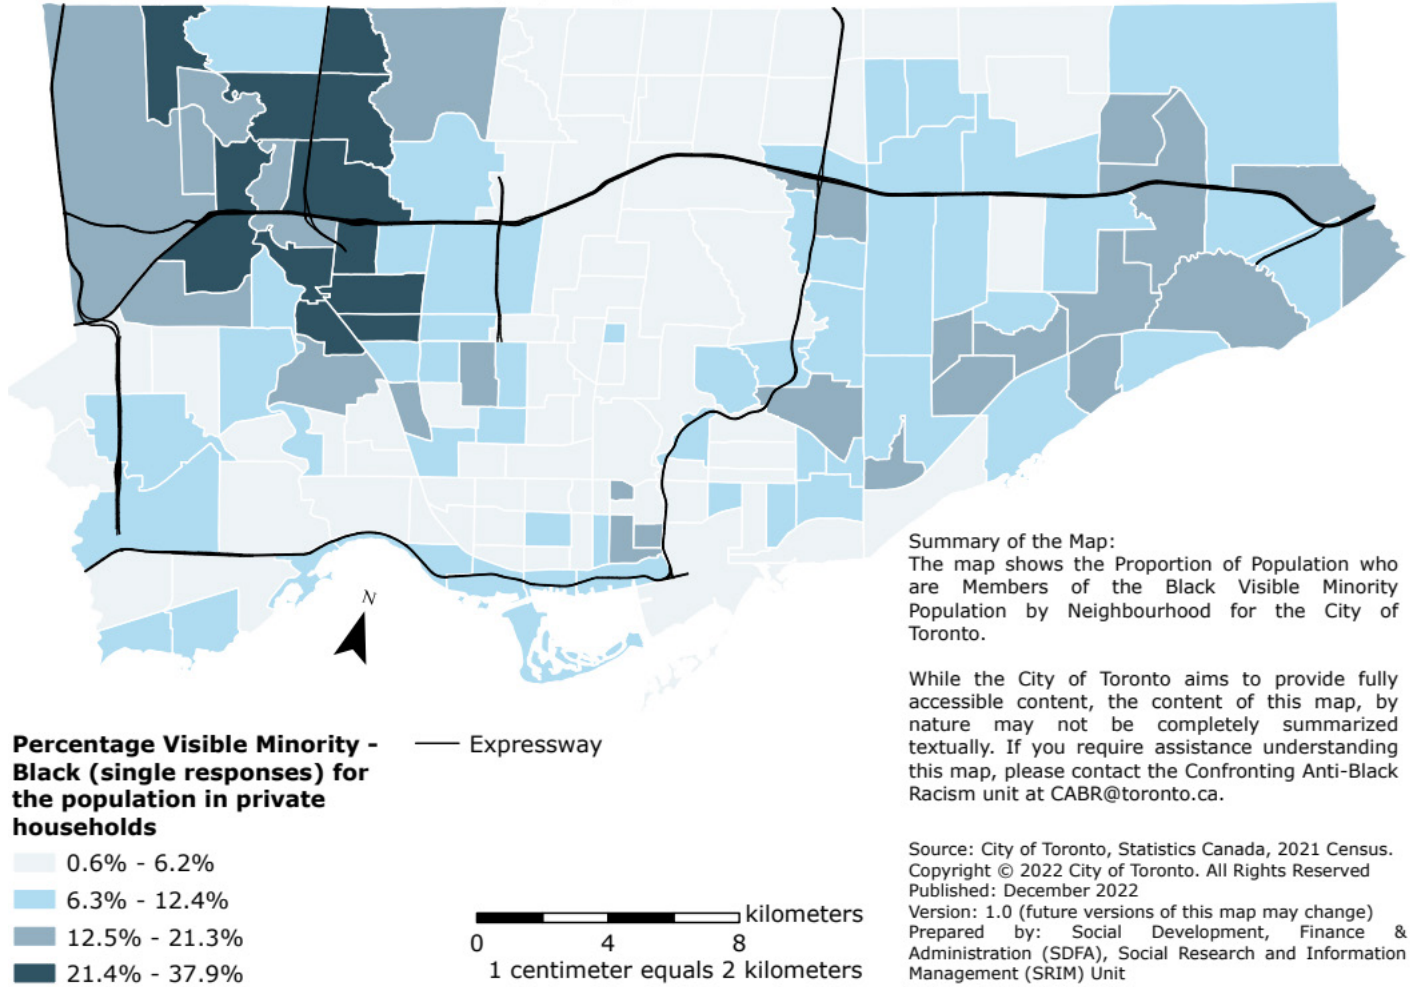 N
Summary of the Map:
The map shows the Proportion of Population who
are Members of the Black Visible Minority
Population by Neighbourhood for the City of
Toronto.
While the City of Toronto aims to provide fully
accessible content, the content of this map, by
nature may not be completely summarized
textually. If you require assistance understanding
this map, please contact the Confronting Anti-Black
Racism unit at CABR@toronto.ca.
Percentage Visible Minority -
Black (single responses) for
the population in private
households
0.6% - 6.2%
6.3% - 12.4%
12.5% - 21.3%
21.4% - 37.9%
Expressway
kilometers
0 4 8
1 centimeter equals 2 kilometers
Source: City of Toronto, Statistics Canada, 2021 Census.
Copyright © 2022 City of Toronto. All Rights Reserved
Published: December 2022
Version: 1.0 (future versions of this map may change)
Prepared by: Social Development, Finance &
Administration (SDFA), Social Research and Information
Management (SRIM) Unit